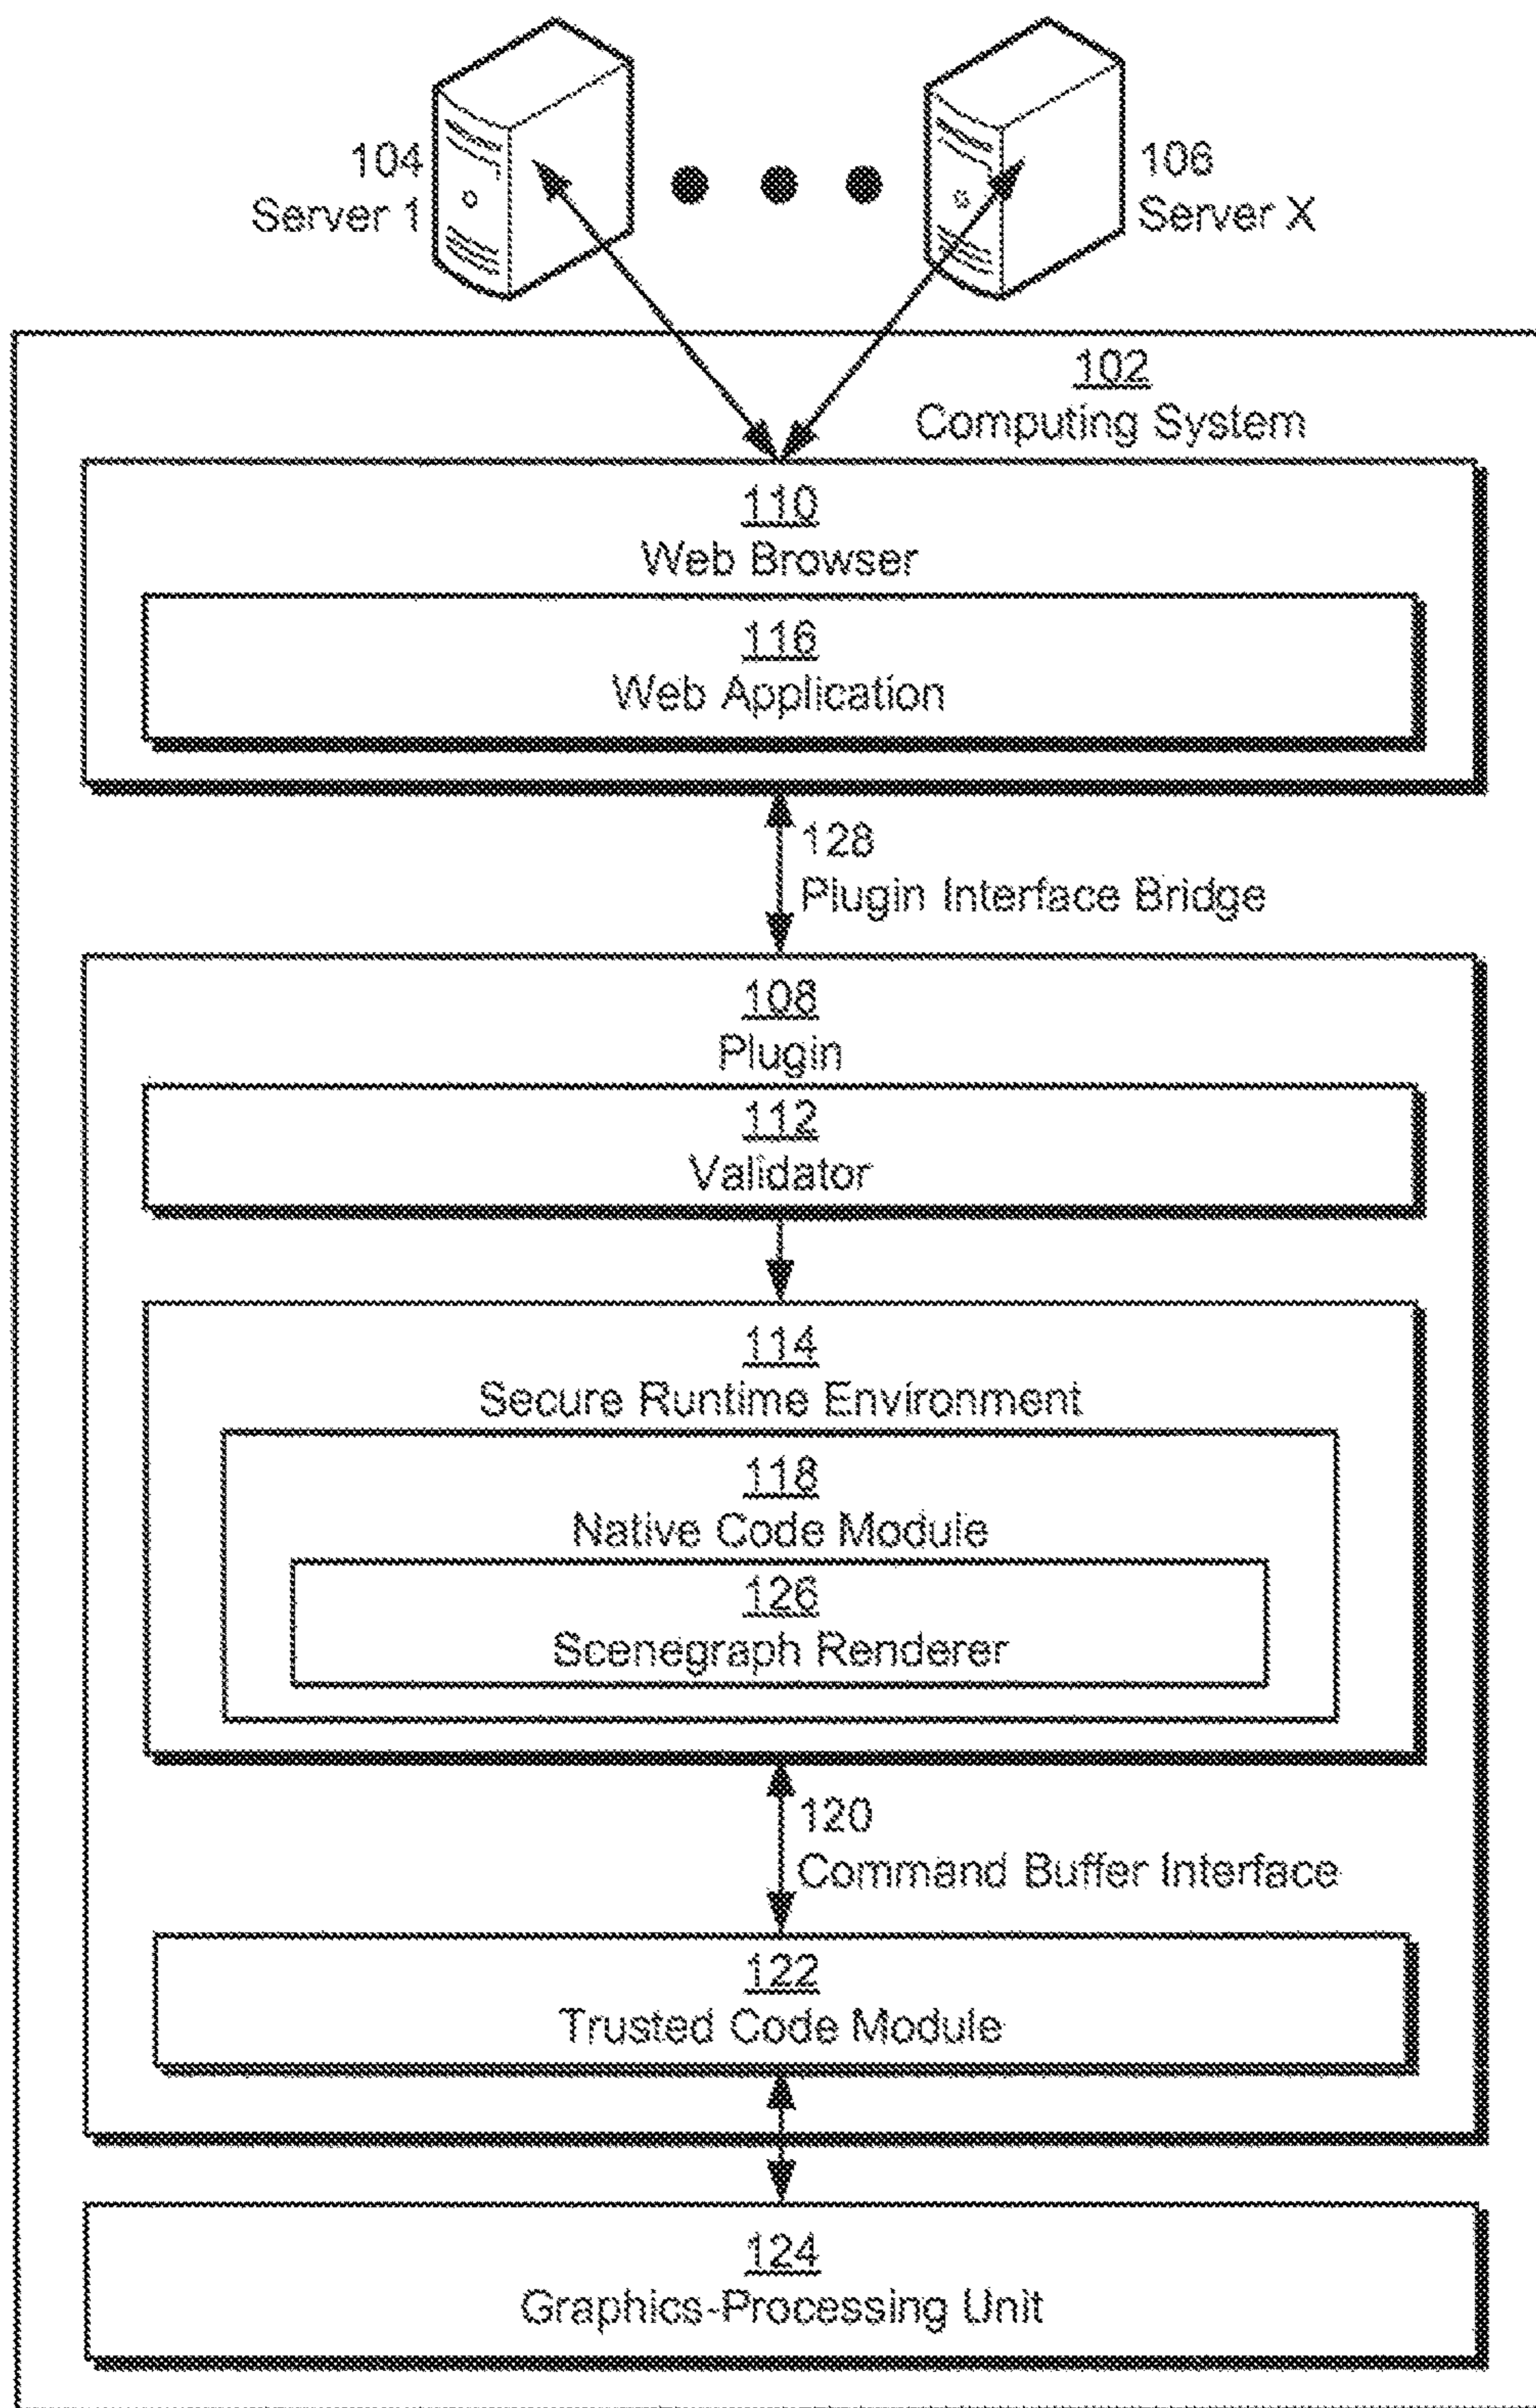 104
Server 1
106
Server X
102
Computing System
110
Web Browser
116
Web Application
128
Plugin Interface Bridge
108
Plugin
112
Validator
114
Secure Runtime Environment
118
Native Code Module
126
Scenegraph Renderer
120
Command Buffer Interface
122
Trusted Code Module
124
Graphics-Processing Unit